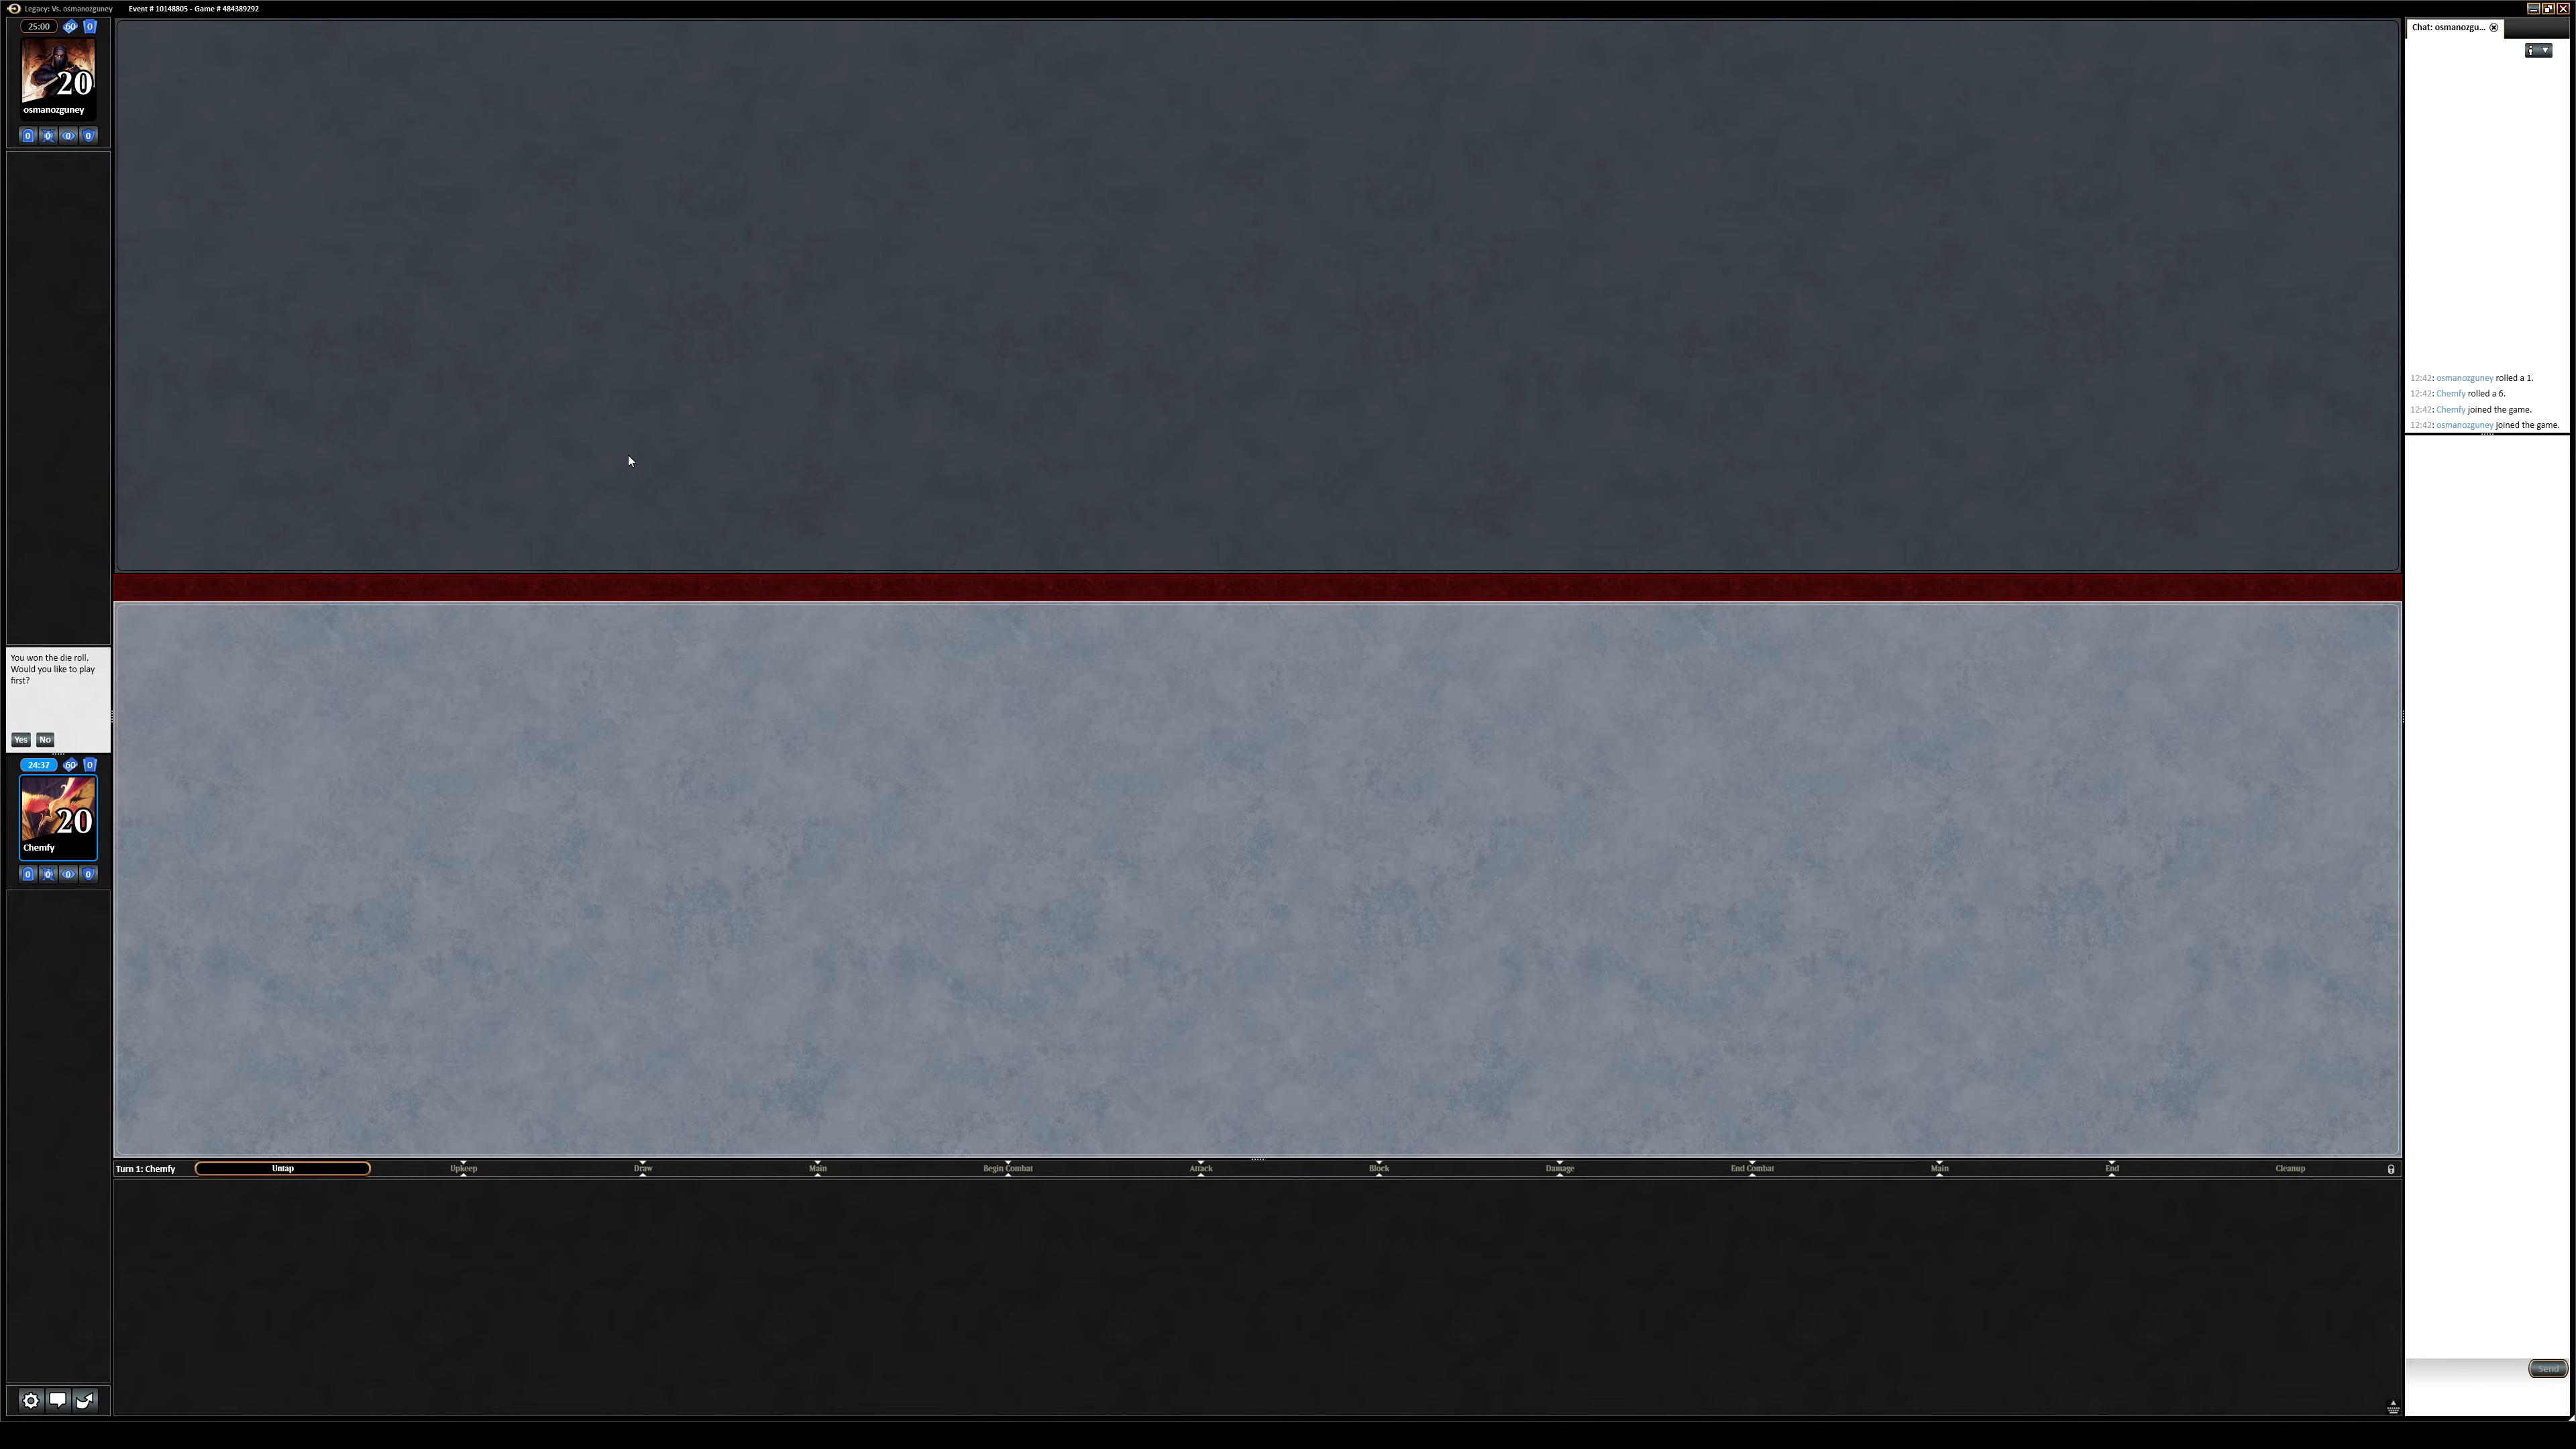 Legacy: Vs. osmanozguney
Event # 10148805 - Game # 484389292
25:00 60 0
20
osmanozguney
0 0 0 0
Chat: osmanozgu...
12:42: osmanozguney rolled a 1.
12:42: Chemfy rolled a 6.
12:42: Chemfy joined the game.
12:42: osmanozguney joined the game.
You won the die roll.
Would you like to play
first?
Yes No
24:37 60 0
20
Chemfy
0 0 0 0
Turn 1: Chemfy Untap Upkeep Draw Main Begin Combat Attack Block Damage End Combat Main End Cleanup
Send